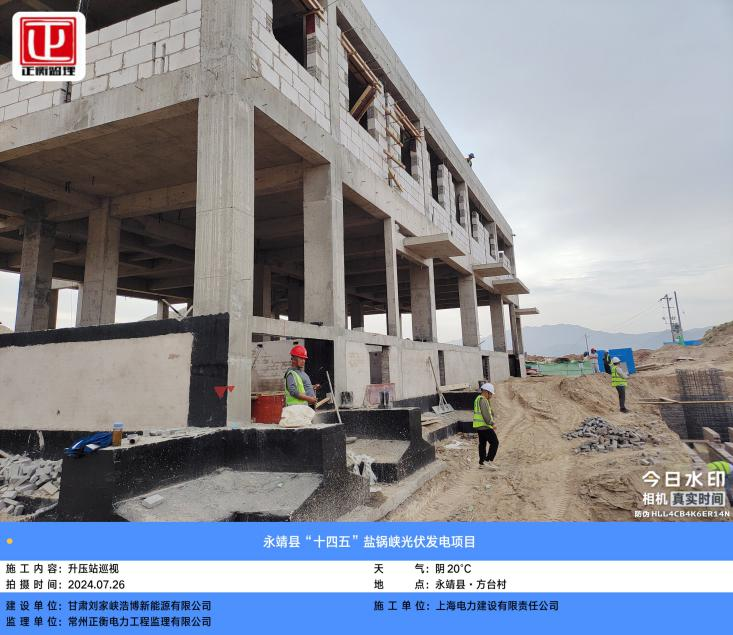 正衡监理
今日水印
相机 真实时间
防伪 HLL4CB4K6ER14N
永靖县“十四五”盐锅峡光伏发电项目
施工内容：升压站巡视
天气：阴 20℃
拍摄时间：2024.07.26
地点：永靖县·方台村
建设单位：甘肃刘家峡浩博新能源有限公司
施工单位：上海电力建设有限责任公司
监理单位：常州正衡电力工程监理有限公司